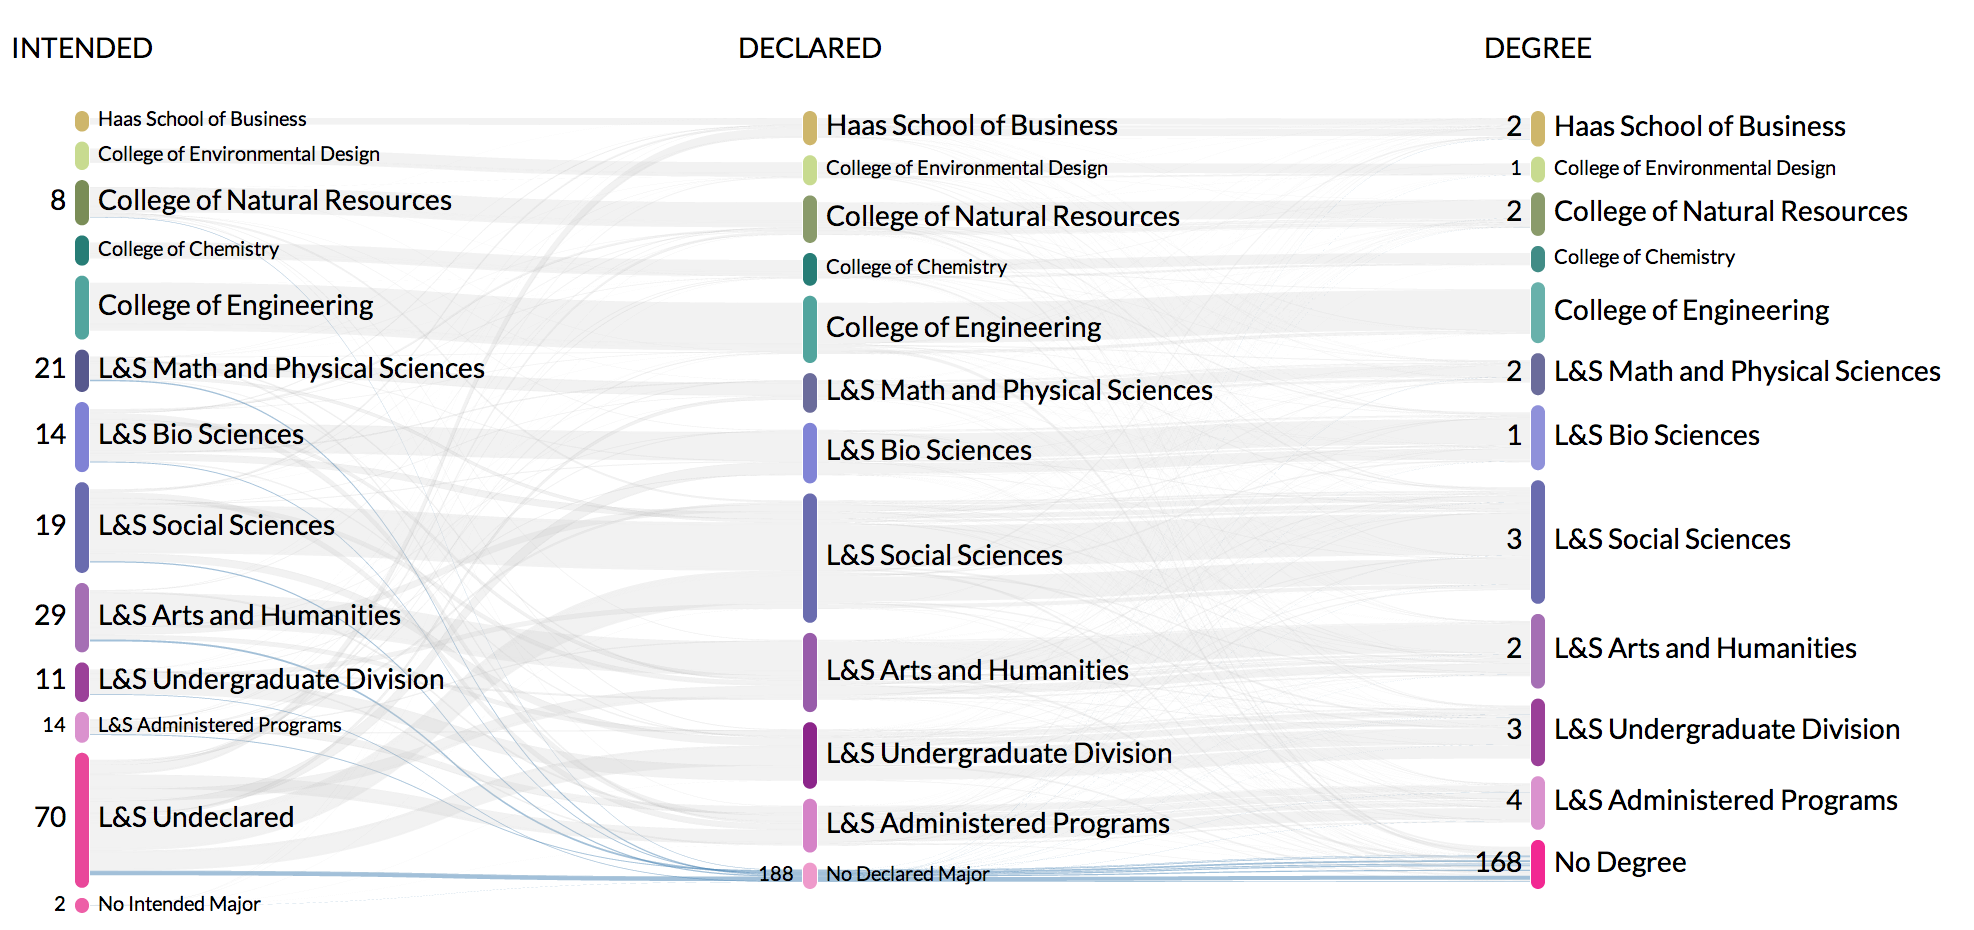 INTENDED
Haas School of Business
College of Environmental Design
8 College of Natural Resources
College of Chemistry
College of Engineering
21 L&S Math and Physical Sciences
14 L&S Bio Sciences
19 L&S Social Sciences
29 L&S Arts and Humanities
11 L&S Undergraduate Division
14 L&S Administered Programs
70 L&S Undeclared
2 No Intended Major
DECLARED
Haas School of Business
College of Environmental Design
College of Natural Resources
College of Chemistry
College of Engineering
L&S Math and Physical Sciences
L&S Bio Sciences
L&S Social Sciences
L&S Arts and Humanities
L&S Undergraduate Division
L&S Administered Programs
188 No Declared Major
DEGREE
2 Haas School of Business
1 College of Environmental Design
2 College of Natural Resources
College of Chemistry
College of Engineering
2 L&S Math and Physical Sciences
1 L&S Bio Sciences
3 L&S Social Sciences
2 L&S Arts and Humanities
3 L&S Undergraduate Division
4 L&S Administered Programs
168 No Degree